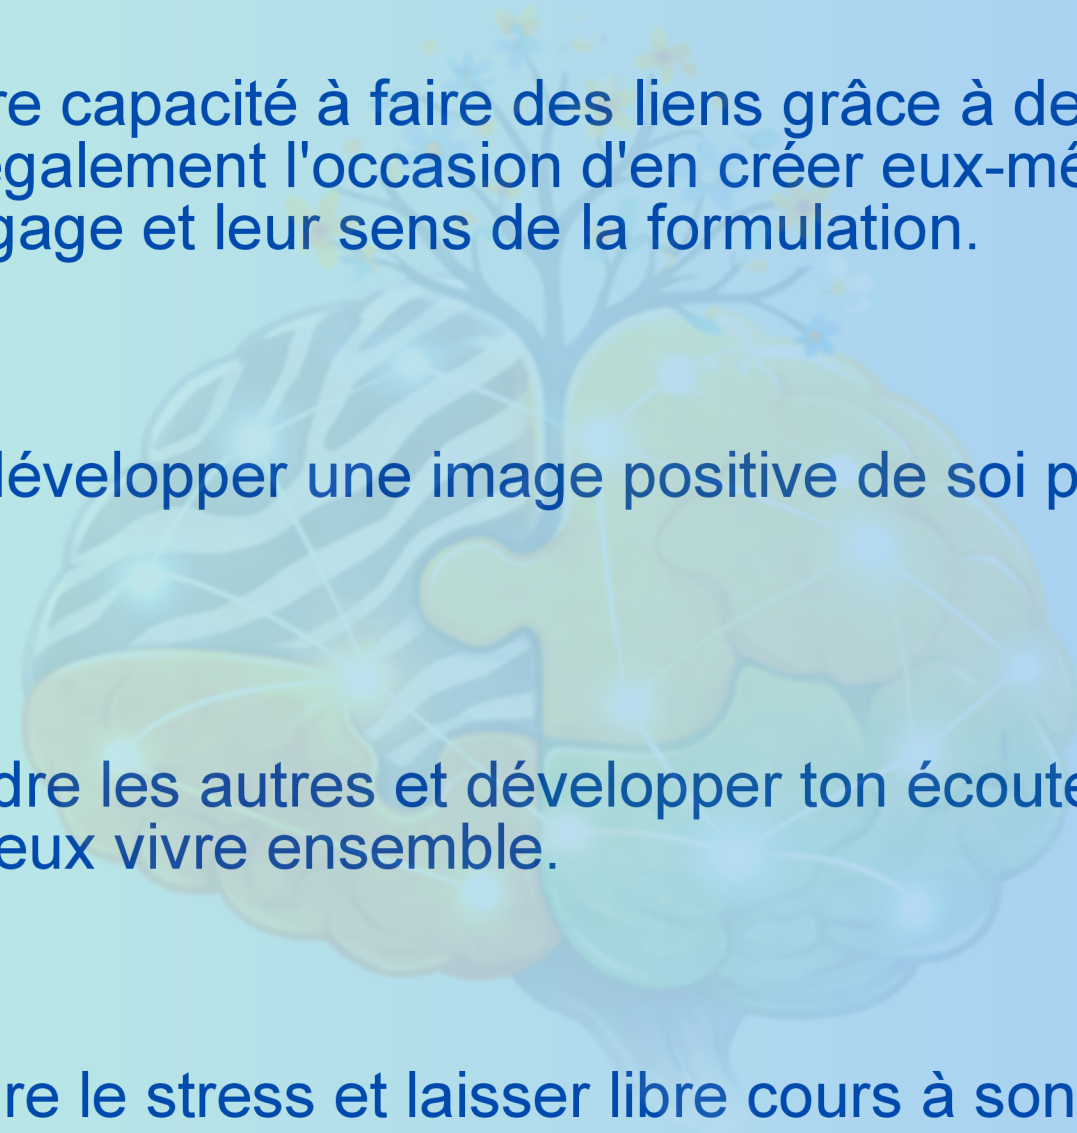 re capacité à faire des liens grâce à de
également l'occasion d'en créer eux-mê
gage et leur sens de la formulation.
développer une image positive de soi p
dre les autres et développer ton écoute
eux vivre ensemble.
re le stress et laisser libre cours à son